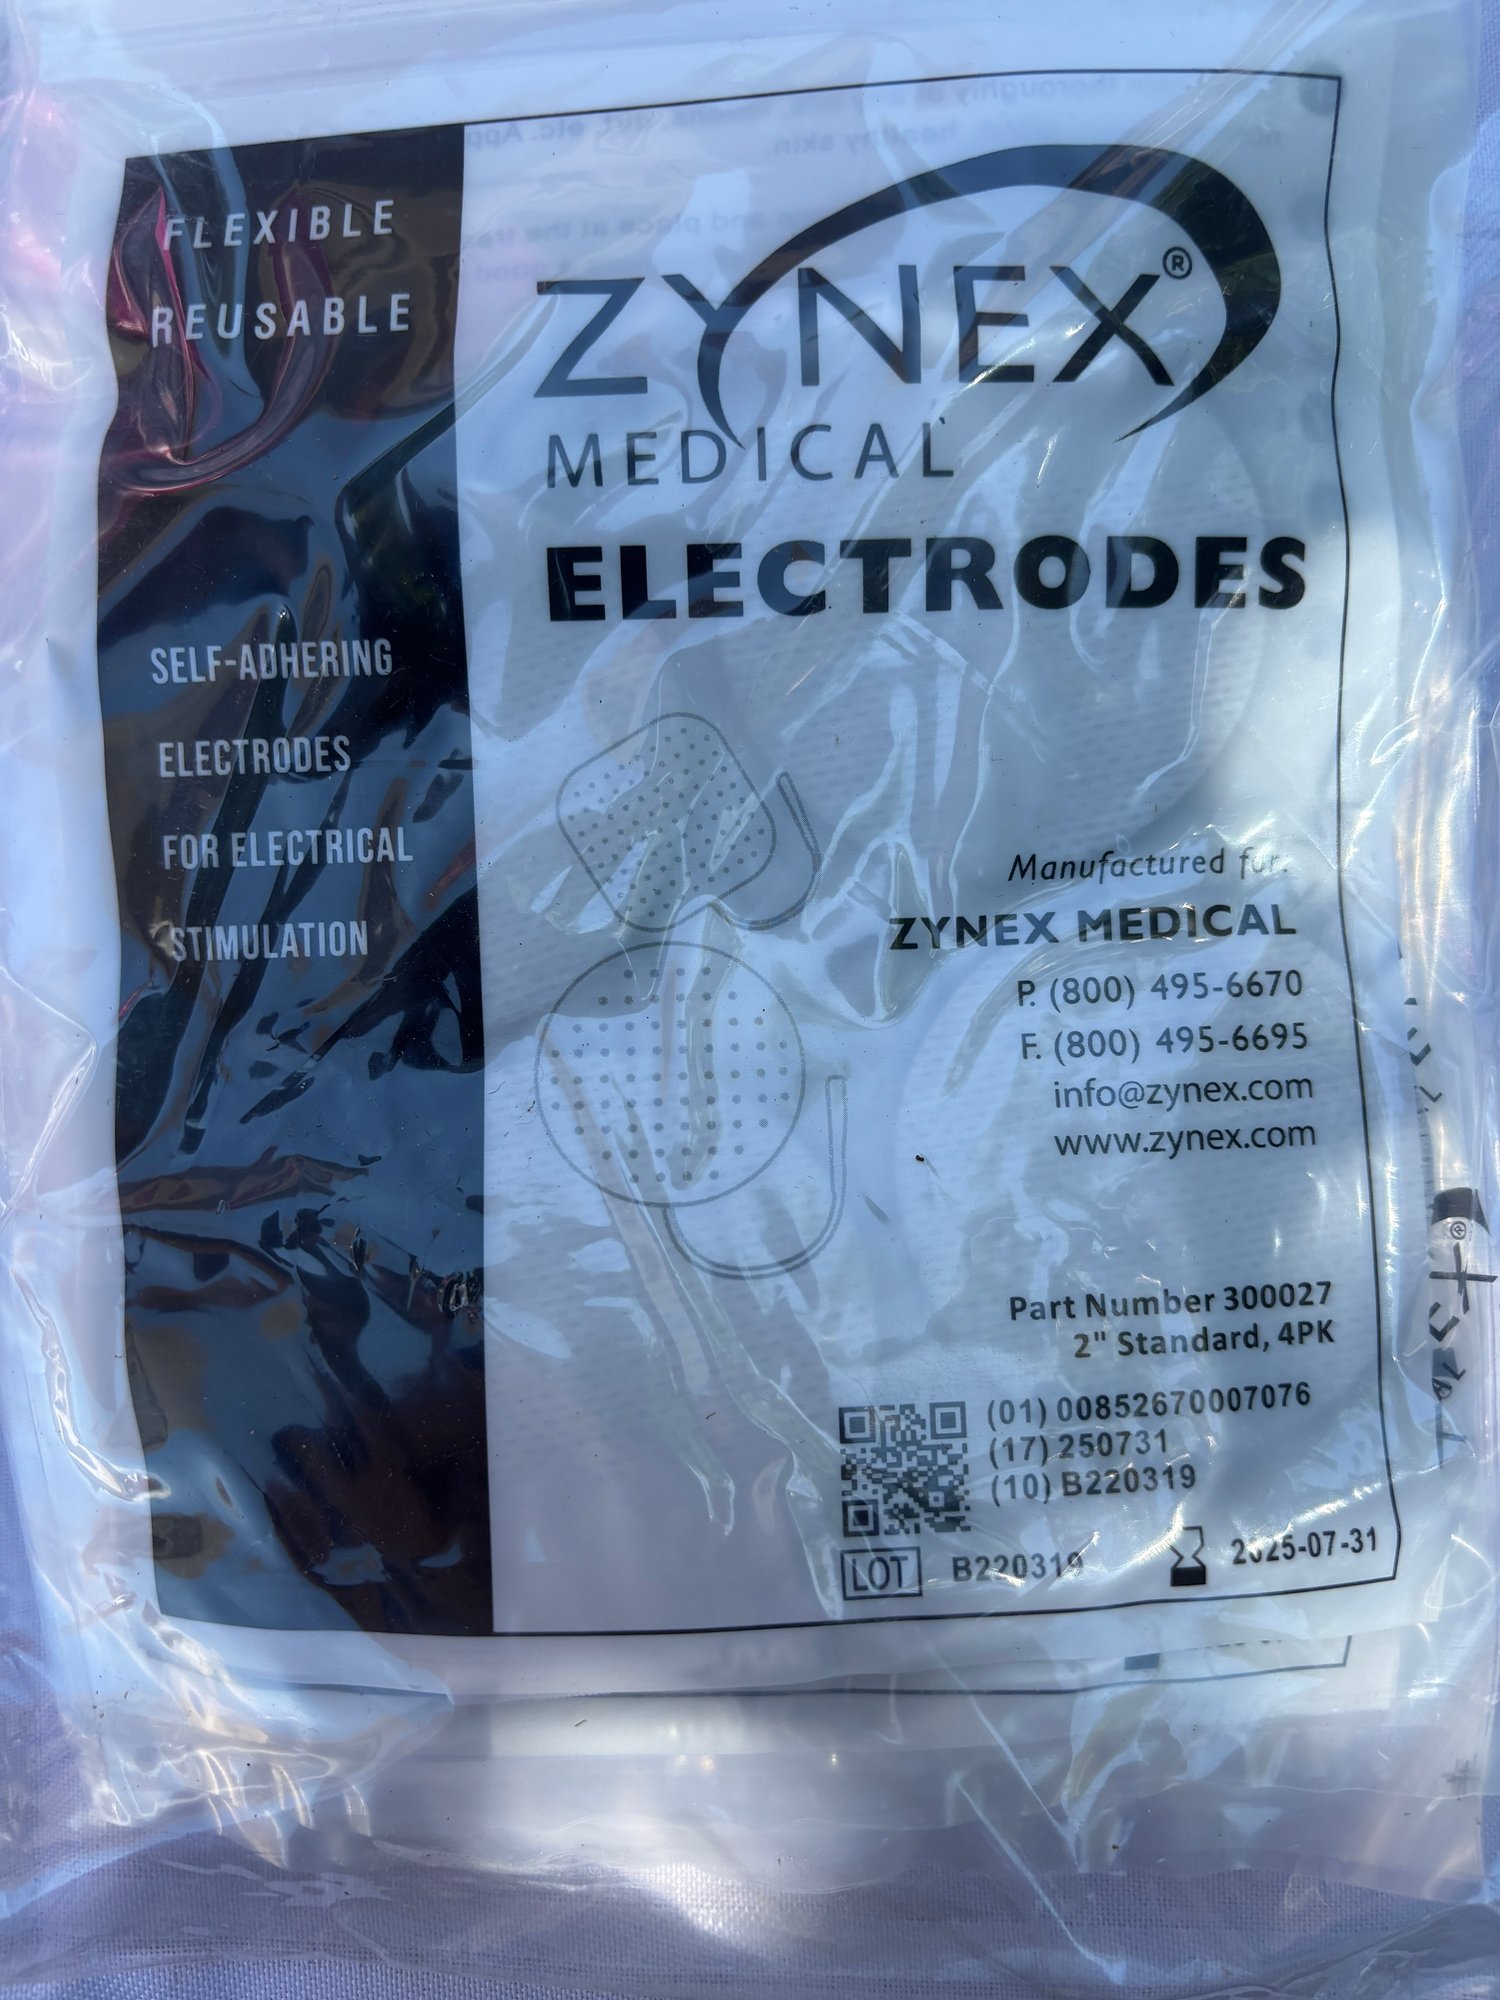 FLEXIBLE
REUSABLE
SELF-ADHERING
ELECTRODES
FOR ELECTRICAL
STIMULATION
ZYNEX®
MEDICAL
ELECTRODES
Manufactured for:
ZYNEX MEDICAL
P. (800) 495-6670
F. (800) 495-6695
info@zynex.com
www.zynex.com
Part Number 300027
2" Standard, 4PK
(01) 00852670007076
(17) 250731
(10) B220319
LOT B220319 2025-07-31